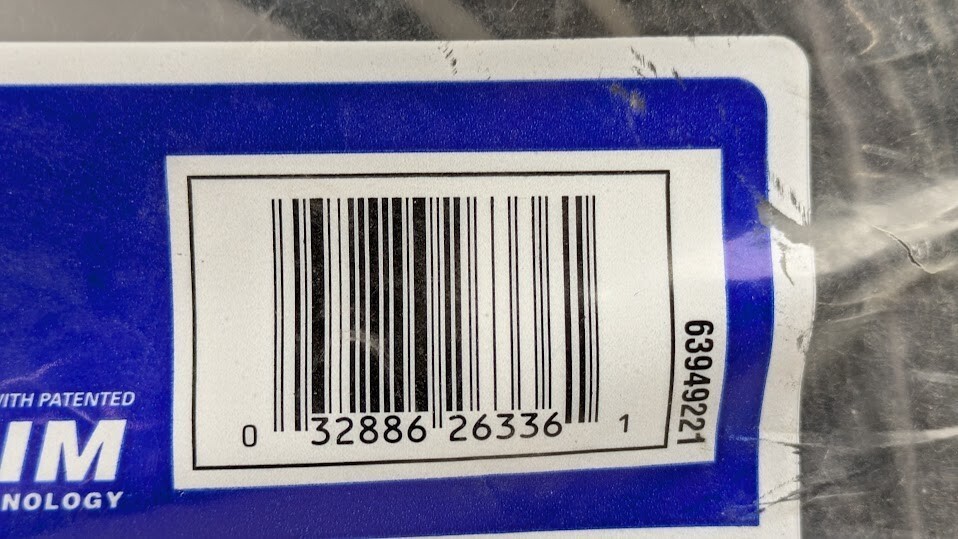 WITH PATENTED
IM
NOLOGY
0 32886 26336 1
63949221